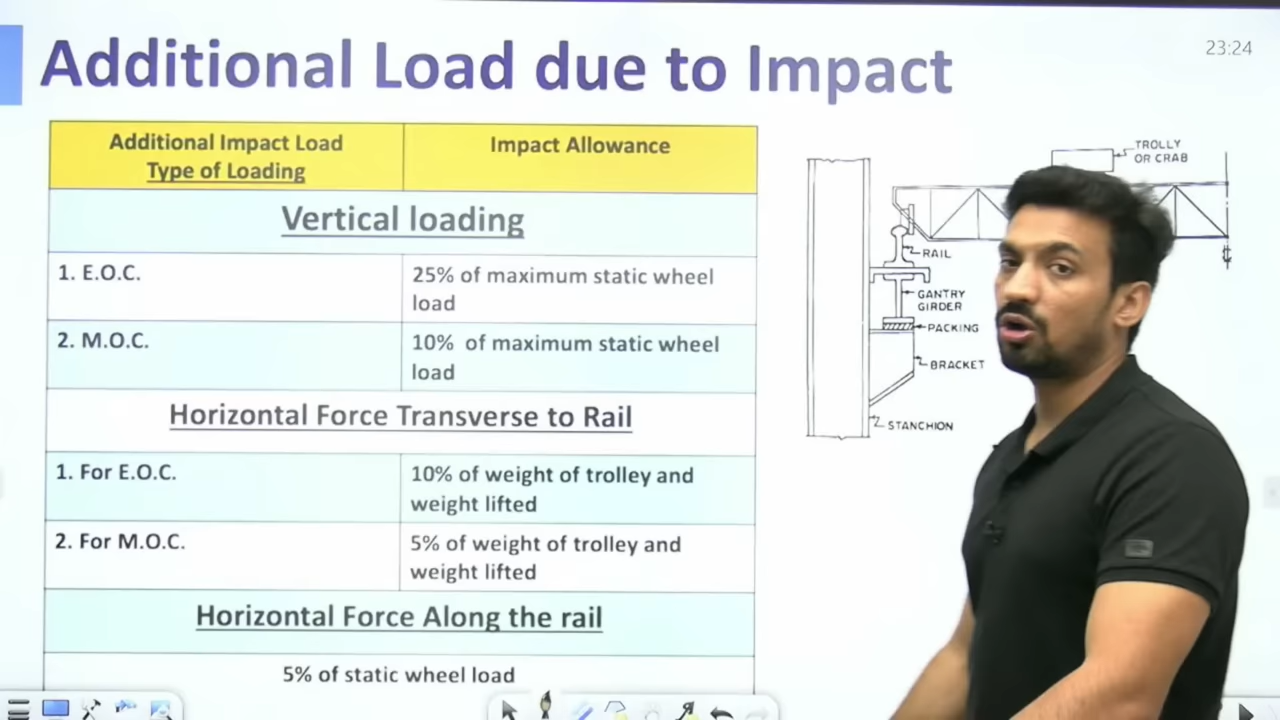 Additional Load due to Impact
23:24
Additional Impact Load
Type of Loading
Impact Allowance
Vertical loading
1. E.O.C.
25% of maximum static wheel
load
2. M.O.C.
10% of maximum static wheel
load
Horizontal Force Transverse to Rail
1. For E.O.C.
10% of weight of trolley and
weight lifted
2. For M.O.C.
5% of weight of trolley and
weight lifted
Horizontal Force Along the rail
5% of static wheel load
TROLLY
OR CRAB
RAIL
GANTRY
GIRDER
PACKING
BRACKET
STANCHION